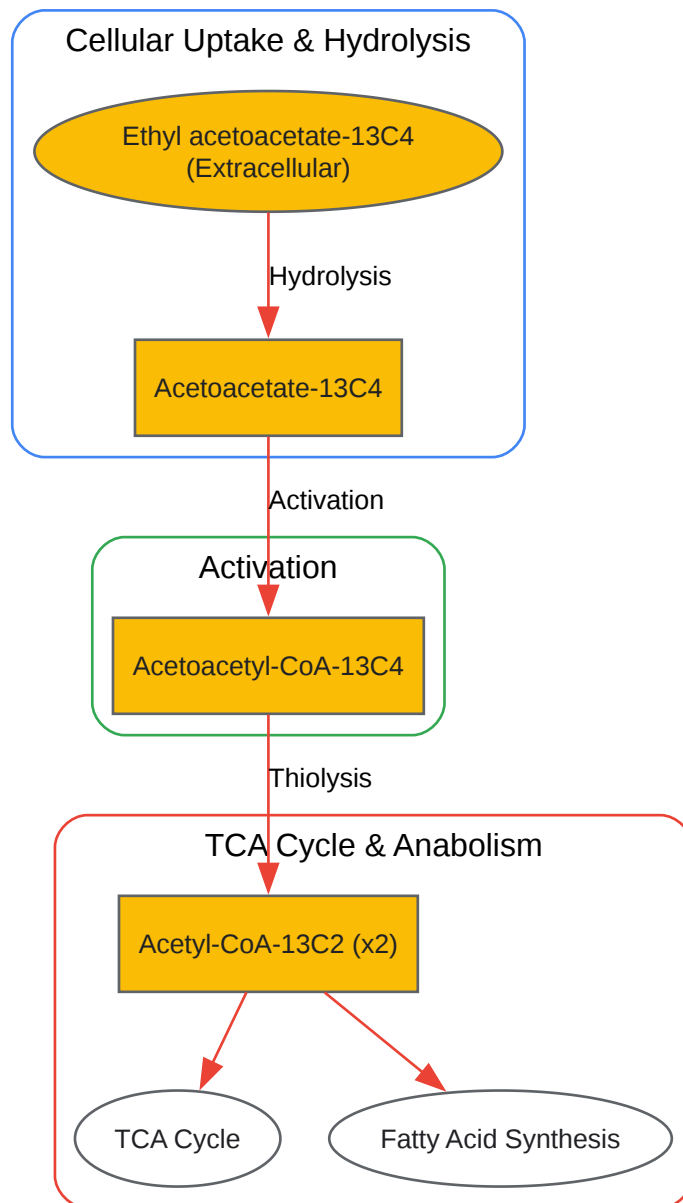 Cellular Uptake & Hydrolysis
Ethyl acetoacetate-13C4
(Extracellular)
Hydrolysis
Acetoacetate-13C4
Activation
Activation
Acetoacetyl-CoA-13C4
Thiolysis
TCA Cycle & Anabolism
Acetyl-CoA-13C2 (x2)
TCA Cycle
Fatty Acid Synthesis